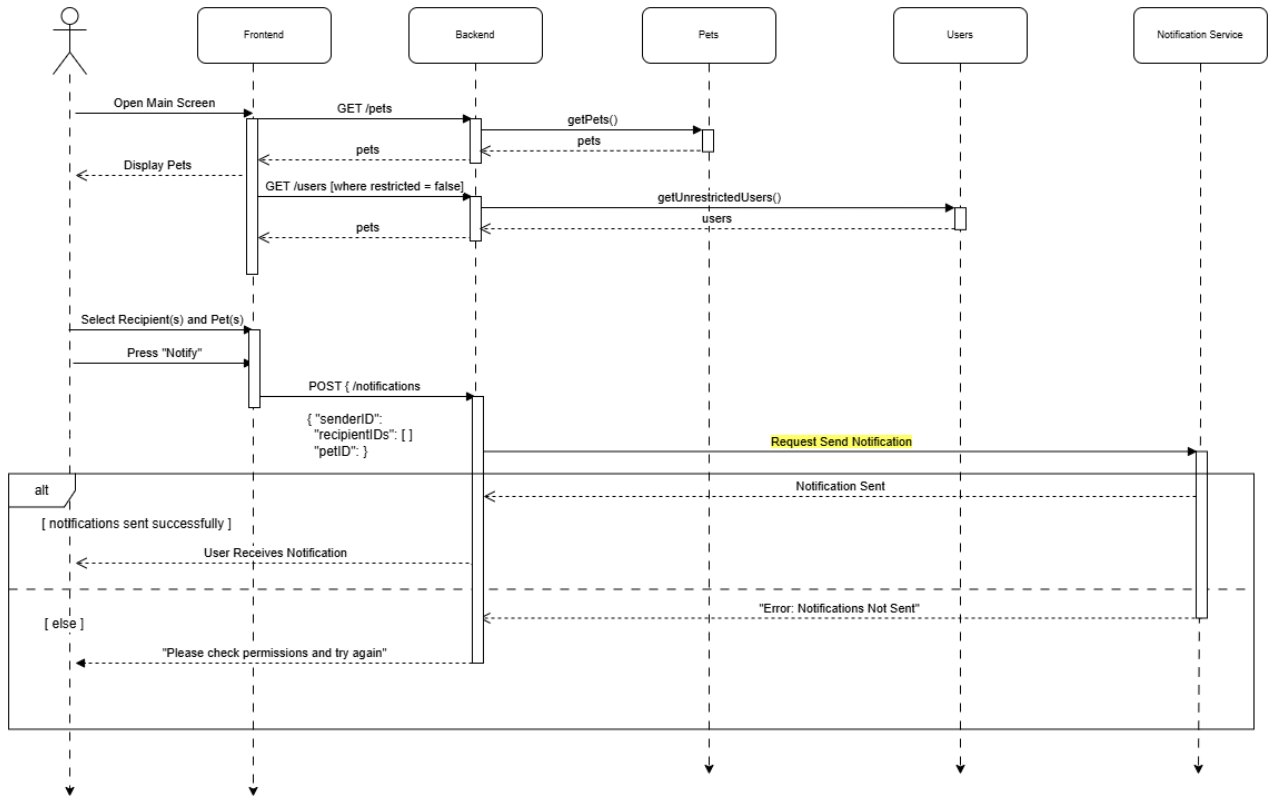 Frontend
Backend
Pets
Users
Notification Service
Open Main Screen
GET /pets
getPets()
pets
pets
Display Pets
GET /users [where restricted = false]
getUnrestrictedUsers()
users
pets
Select Recipient(s) and Pet(s)
Press "Notify"
POST { /notifications
{ "senderID":
"recipientIDs": [ ]
"petID": }
Request Send Notification
alt
Notification Sent
[ notifications sent successfully ]
User Receives Notification
"Error: Notifications Not Sent"
[ else ]
"Please check permissions and try again"